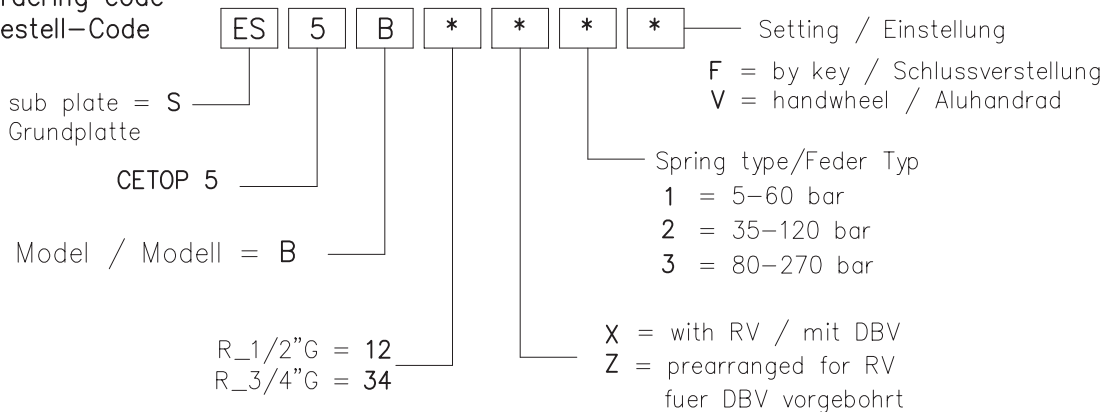 estell-Code
ES 5 B * * * *
Setting / Einstellung
F = by key / Schlussverstellung
V = handwheel / Aluhandrad
sub plate = S
Grundplatte
CETOP 5
Spring type/Feder Typ
1 = 5-60 bar
2 = 35-120 bar
3 = 80-270 bar
Model / Modell = B
R_1/2"G = 12
R_3/4"G = 34
X = with RV / mit DBV
Z = prearranged for RV
fuer DBV vorgebohrt